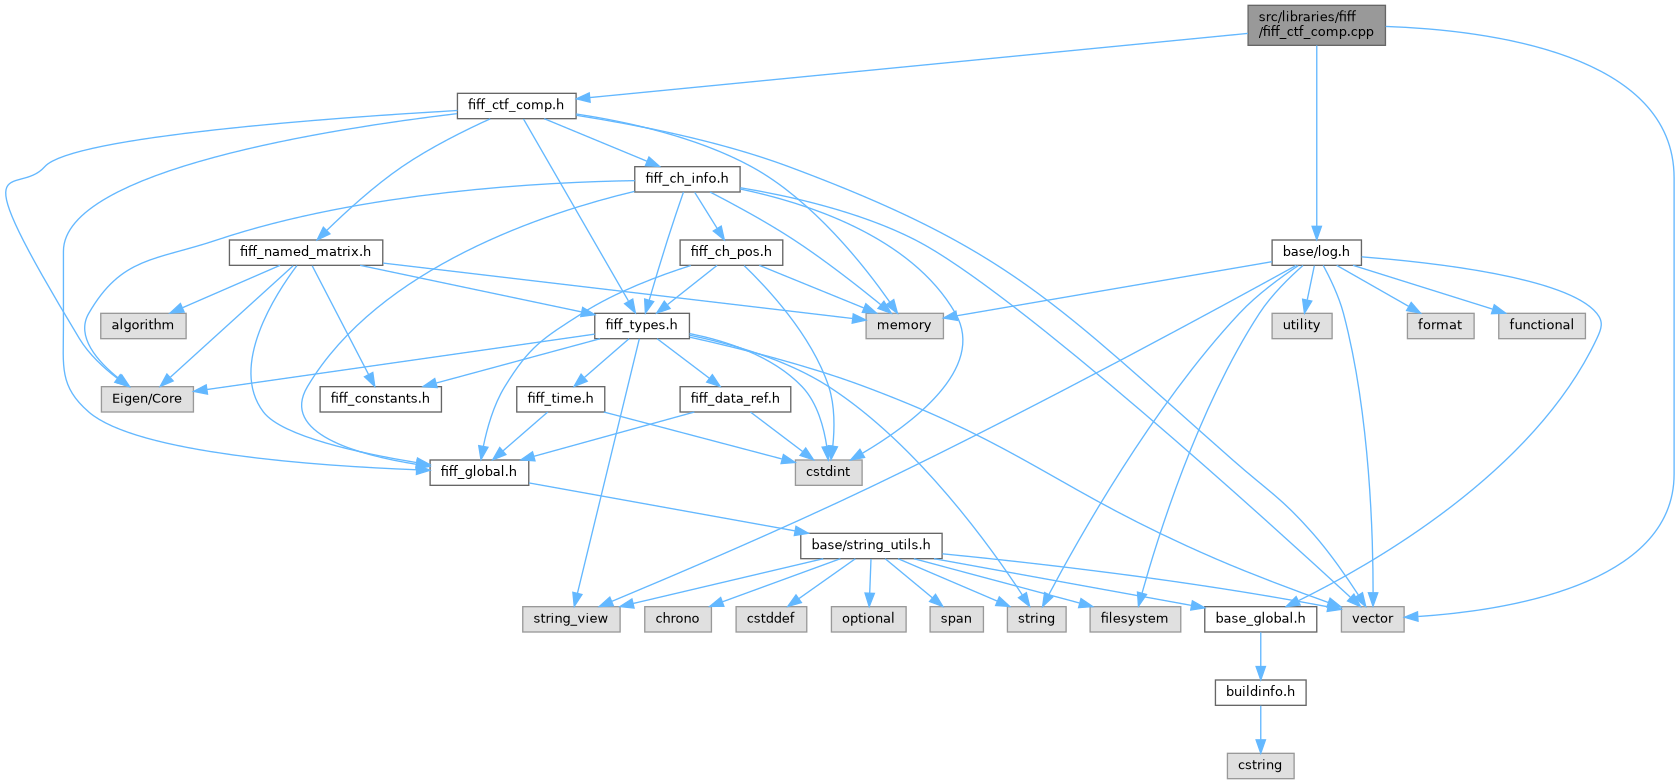 src/libraries/fiff
/fiff_ctf_comp.cpp
fiff_ctf_comp.h
fiff_ch_info.h
fiff_named_matrix.h
fiff_ch_pos.h
base/log.h
algorithm
fiff_types.h
memory
utility
format
functional
Eigen/Core
fiff_constants.h
fiff_time.h
fiff_data_ref.h
fiff_global.h
cstdint
base/string_utils.h
string_view
chrono
cstddef
optional
span
string
filesystem
base_global.h
vector
buildinfo.h
cstring